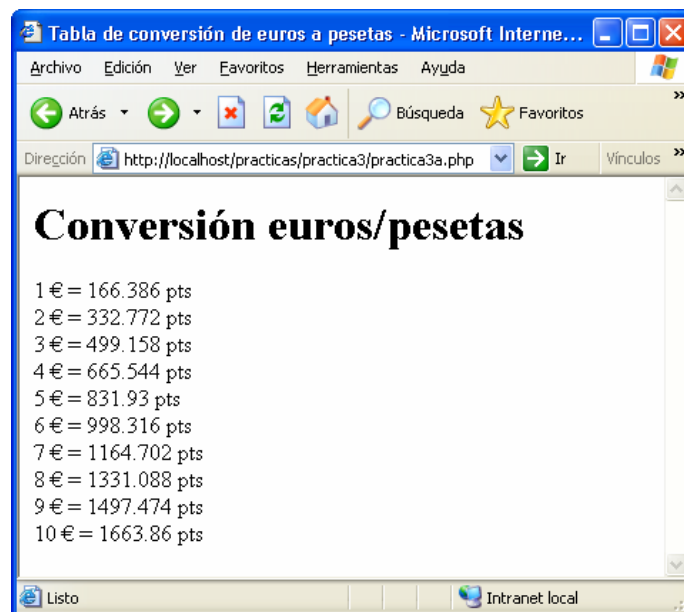 Tabla de conversión de euros a pesetas - Microsoft Interne...
Archivo Edición Ver Favoritos Herramientas Ayuda
Atrás Búsqueda Favoritos »
Dirección http://localhost/practicas/practica3/practica3a.php Ir Vínculos »
Conversión euros/pesetas
1 € = 166.386 pts
2 € = 332.772 pts
3 € = 499.158 pts
4 € = 665.544 pts
5 € = 831.93 pts
6 € = 998.316 pts
7 € = 1164.702 pts
8 € = 1331.088 pts
9 € = 1497.474 pts
10 € = 1663.86 pts
Listo Intranet local